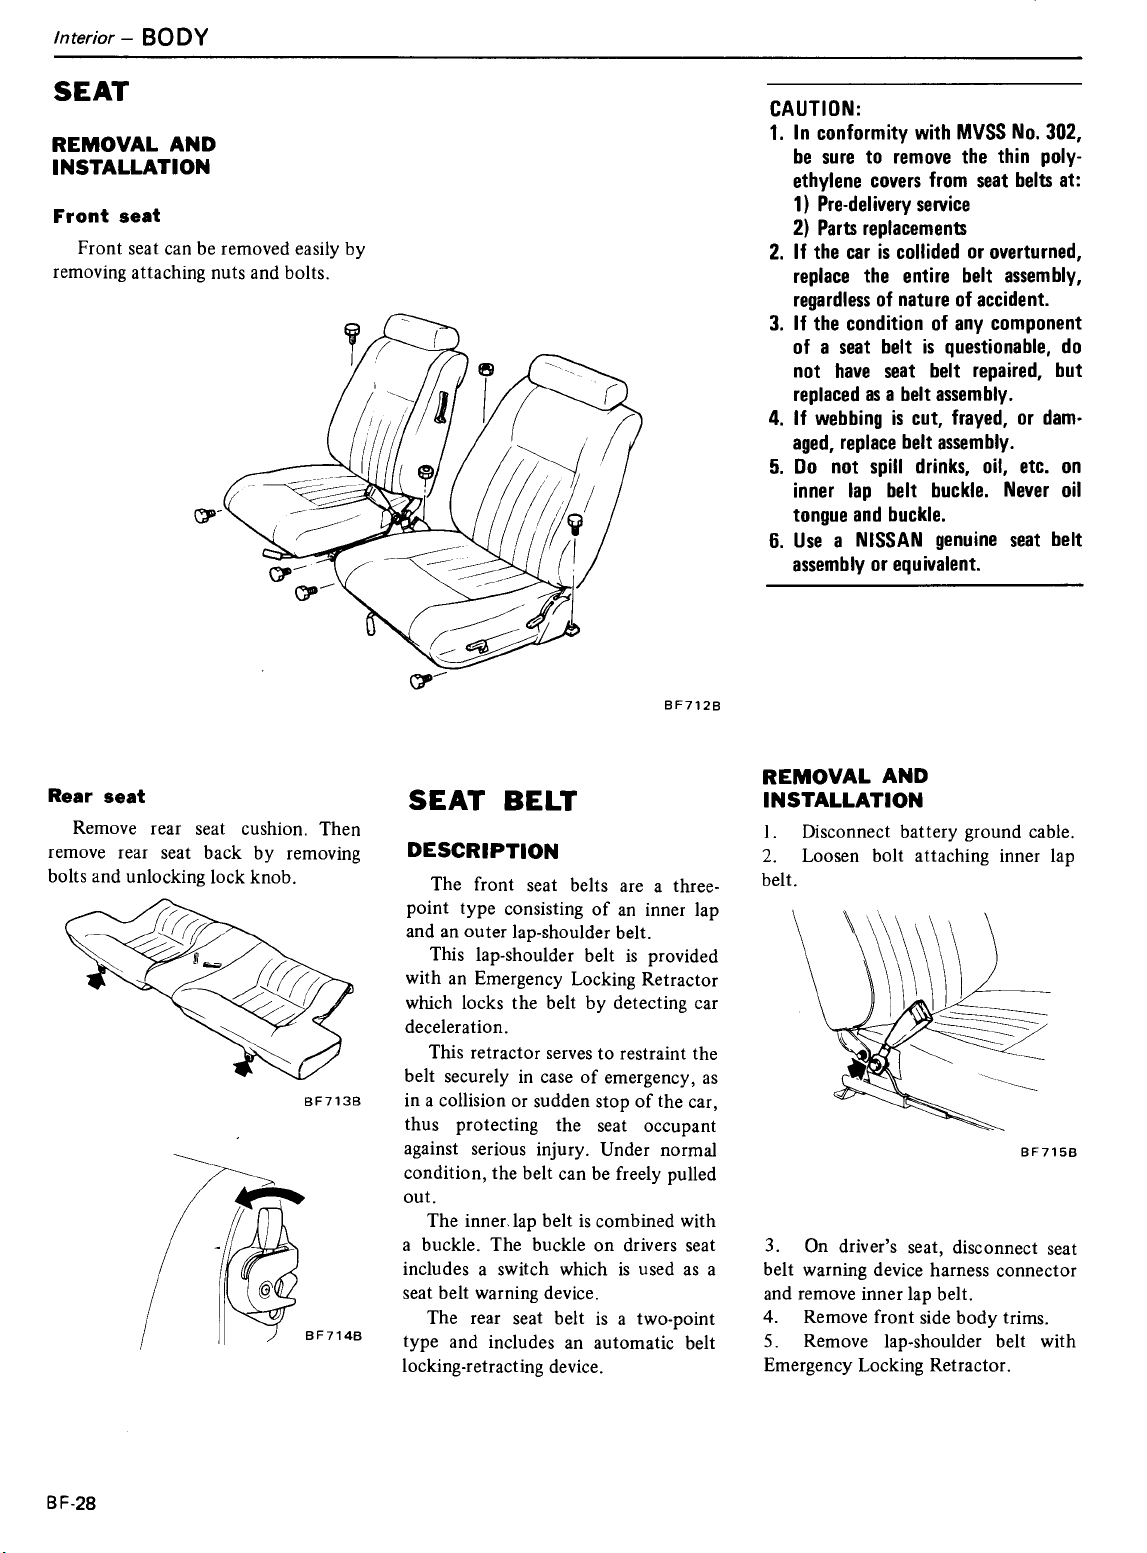 Interior – BODY
SEAT
REMOVAL AND
INSTALLATION
Front seat
Front seat can be removed easily by
removing attaching nuts and bolts.
BF712B
CAUTION:
1. In conformity with MVSS No. 302,
be sure to remove the thin poly-
ethylene covers from seat belts at:
1) Pre-delivery service
2) Parts replacements
2. If the car is collided or overturned,
replace the entire belt assembly,
regardless of nature of accident.
3. If the condition of any component
of a seat belt is questionable, do
not have seat belt repaired, but
replaced as a belt assembly.
4. If webbing is cut, frayed, or dam-
aged, replace belt assembly.
5. Do not spill drinks, oil, etc. on
inner lap belt buckle. Never oil
tongue and buckle.
6. Use a NISSAN genuine seat belt
assembly or equivalent.
Rear seat
Remove rear seat cushion. Then
remove rear seat back by removing
bolts and unlocking lock knob.
BF713B
BF714B
SEAT BELT
DESCRIPTION
The front seat belts are a three-
point type consisting of an inner lap
and an outer lap-shoulder belt.
This lap-shoulder belt is provided
with an Emergency Locking Retractor
which locks the belt by detecting car
deceleration.
This retractor serves to restraint the
belt securely in case of emergency, as
in a collision or sudden stop of the car,
thus protecting the seat occupant
against serious injury. Under normal
condition, the belt can be freely pulled
out.
The inner lap belt is combined with
a buckle. The buckle on drivers seat
includes a switch which is used as a
seat belt warning device.
The rear seat belt is a two-point
type and includes an automatic belt
locking-retracting device.
REMOVAL AND
INSTALLATION
1. Disconnect battery ground cable.
2. Loosen bolt attaching inner lap
belt.
BF715B
3. On driver's seat, disconnect seat
belt warning device harness connector
and remove inner lap belt.
4. Remove front side body trims.
5. Remove lap-shoulder belt with
Emergency Locking Retractor.
BF-28